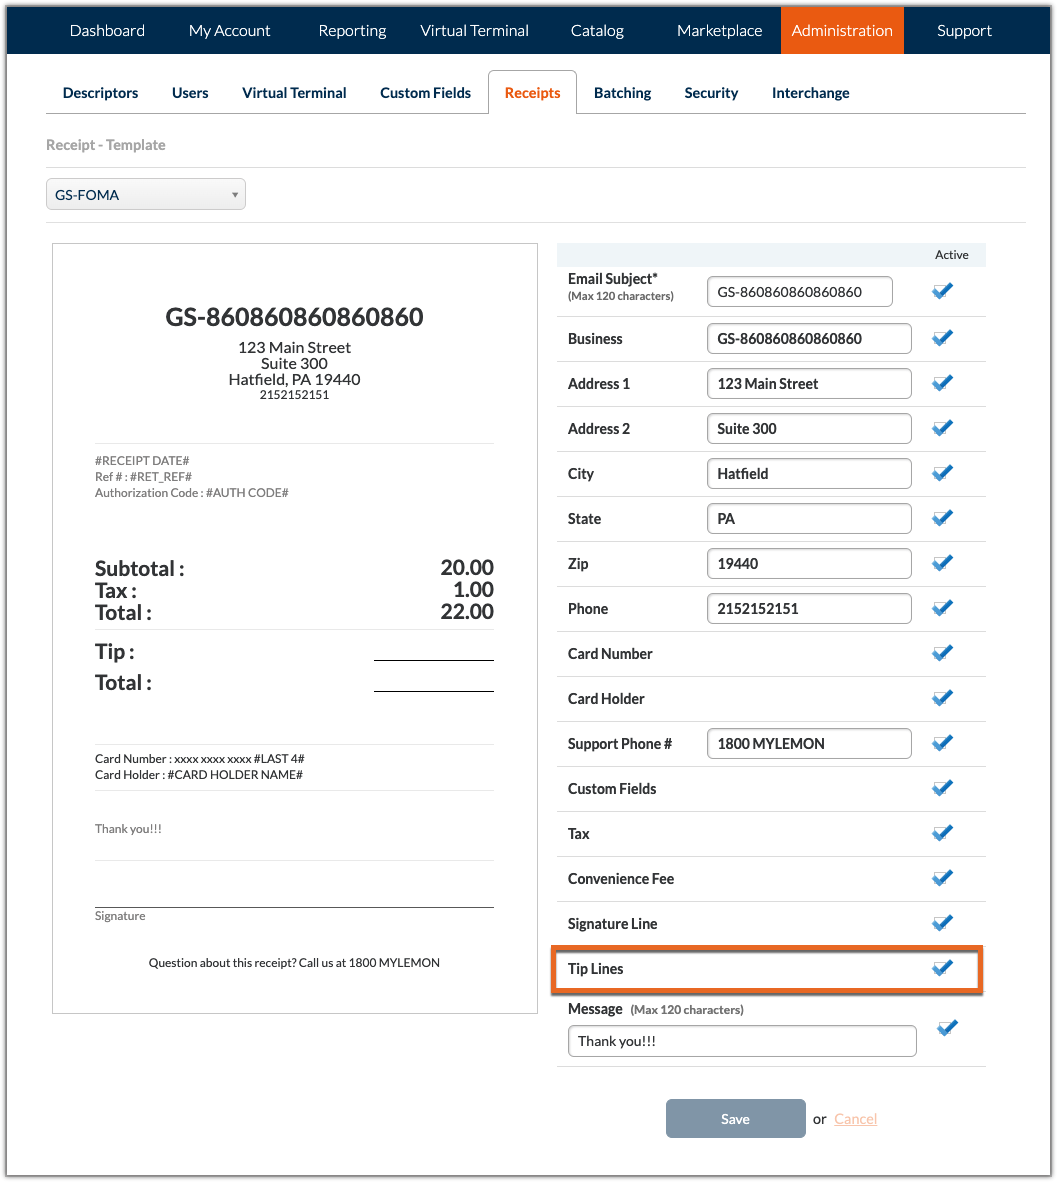 Dashboard My Account Reporting Virtual Terminal Catalog Marketplace Administration Support
Descriptors Users Virtual Terminal Custom Fields Receipts Batching Security Interchange
Receipt - Template
GS-FOMA
GS-860860860860860
123 Main Street
Suite 300
Hatfield, PA 19440
2152152151
#RECEIPT DATE#
Ref # : #RET_REF#
Authorization Code : #AUTH CODE#
Subtotal : 20.00
Tax : 1.00
Total : 22.00
Tip :
Total :
Card Number : xxxx xxxx xxxx #LAST 4#
Card Holder : #CARD HOLDER NAME#
Thank you!!!
Signature
Question about this receipt? Call us at 1800 MYLEMON
Active
Email Subject* GS-860860860860860
(Max 120 characters)
Business GS-860860860860860
Address 1 123 Main Street
Address 2 Suite 300
City Hatfield
State PA
Zip 19440
Phone 2152152151
Card Number
Card Holder
Support Phone # 1800 MYLEMON
Custom Fields
Tax
Convenience Fee
Signature Line
Tip Lines
Message (Max 120 characters)
Thank you!!!
Save or Cancel